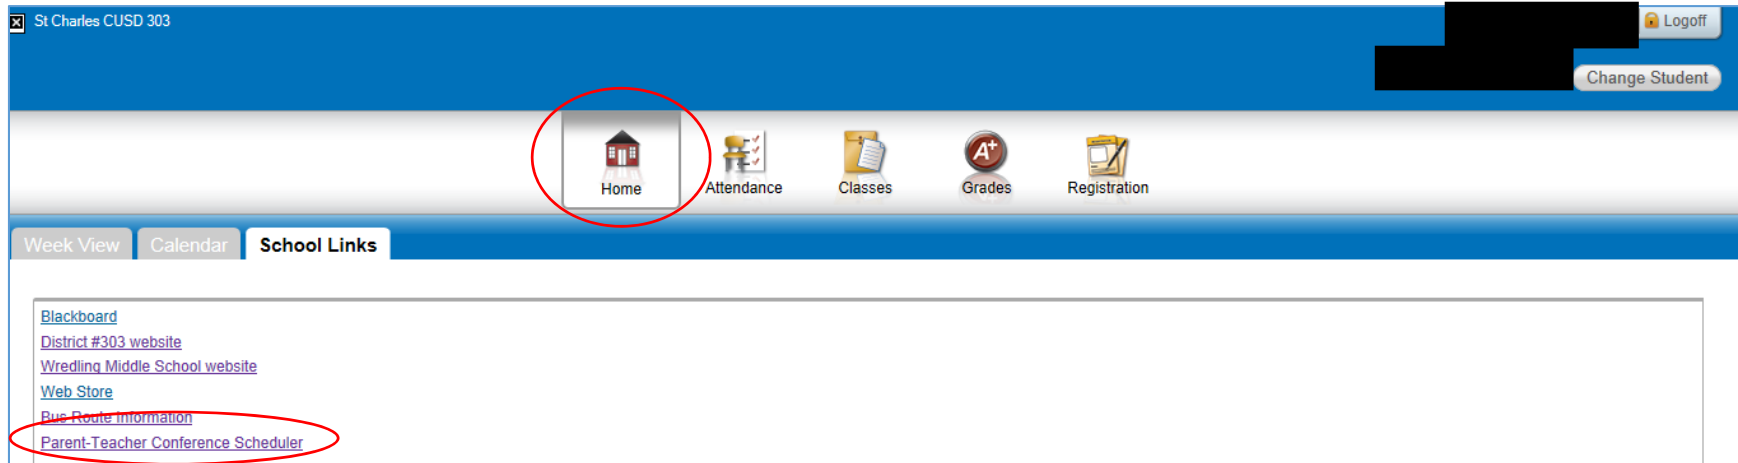 St Charles CUSD 303
Logoff
Change Student
Home
Attendance
Classes
A+
Grades
Registration
Week View
Calendar
School Links
Blackboard
District #303 website
Wredling Middle School website
Web Store
Bus Route Information
Parent-Teacher Conference Scheduler